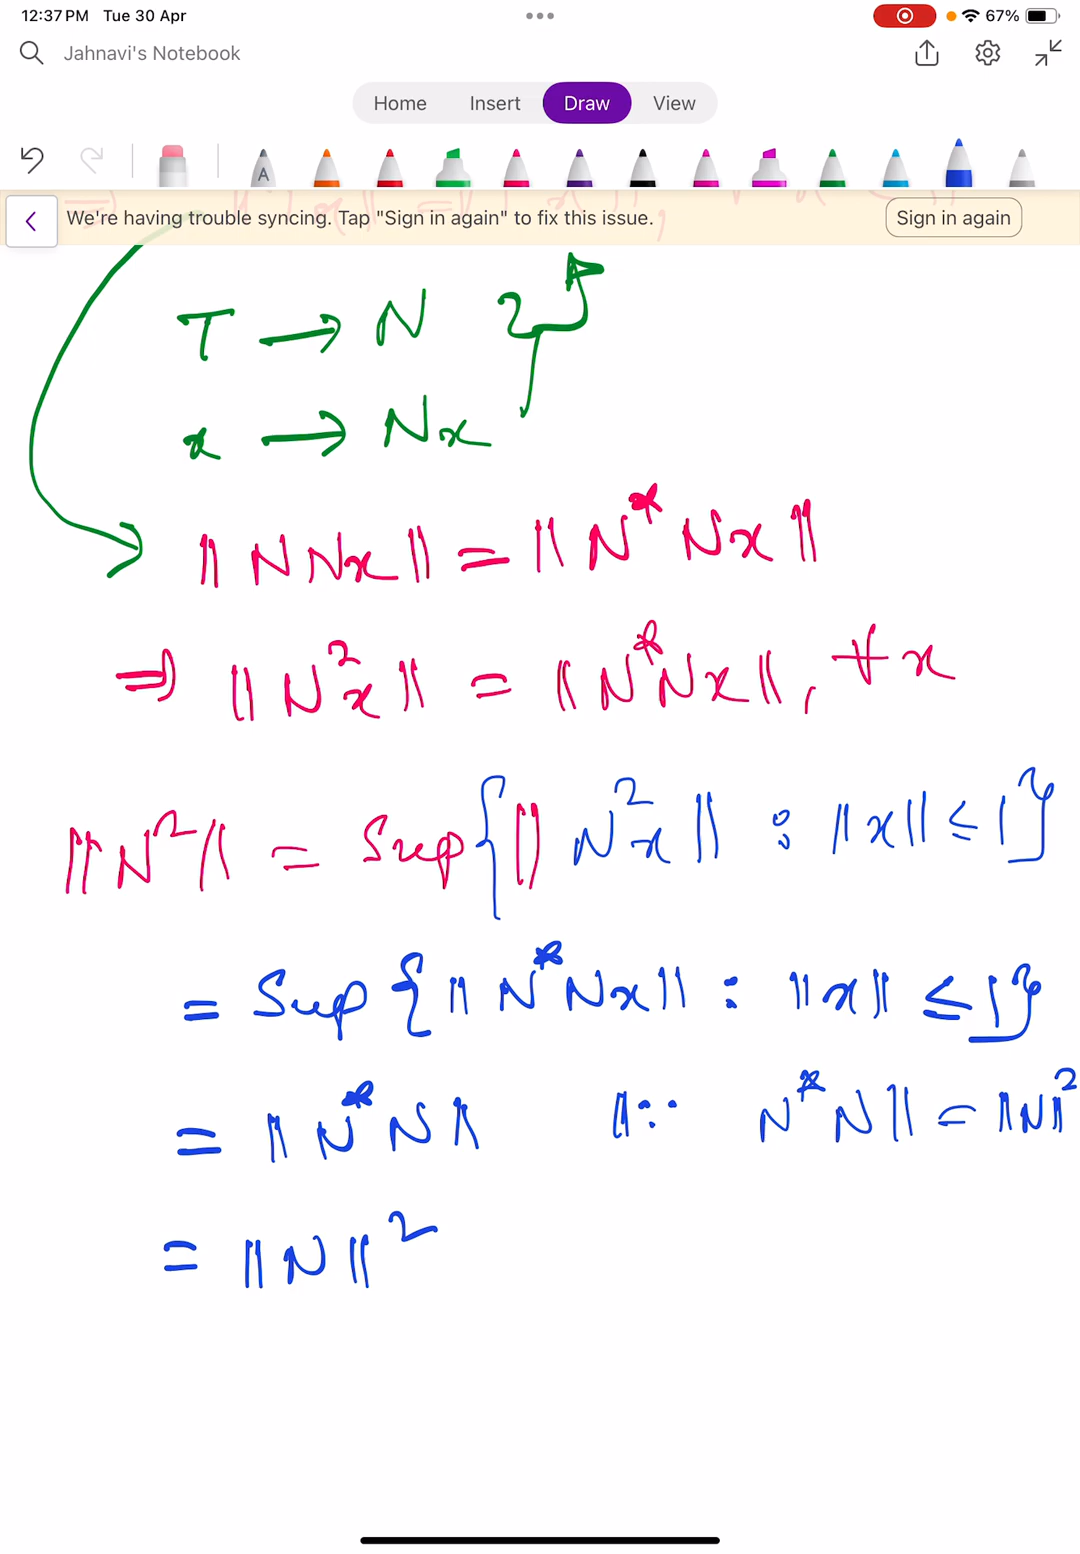 12:37 PM Tue 30 Apr 67%
Jahnavi's Notebook
Home Insert Draw View
A
We're having trouble syncing. Tap "Sign in again" to fix this issue. Sign in again
T → N
x → Nx
‖NNx‖ = ‖N*Nx‖
⇒ ‖N²x‖ = ‖N*Nx‖, ∀x
‖N²‖ = Sup{‖N²x‖ : ‖x‖ ≤ 1}
= Sup{‖N*Nx‖ : ‖x‖ ≤ 1}
= ‖N*N‖ ‖∵ N*N‖ = ‖N‖²
= ‖N‖²